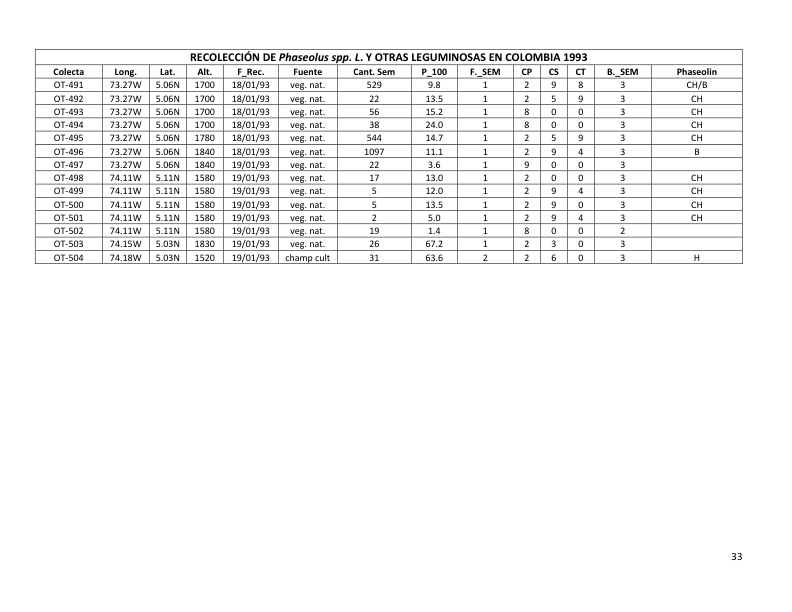 RECOLECCIÓN DE Phaseolus spp. L. Y OTRAS LEGUMINOSAS EN COLOMBIA 1993
Colecta Long. Lat. Alt. F_Rec. Fuente Cant. Sem P_100 F._SEM CP CS CT B._SEM Phaseolin
OT-491 73.27W 5.06N 1700 18/01/93 veg. nat. 529 9.8 1 2 9 8 3 CH/B
OT-492 73.27W 5.06N 1700 18/01/93 veg. nat. 22 13.5 1 2 5 9 3 CH
OT-493 73.27W 5.06N 1700 18/01/93 veg. nat. 56 15.2 1 8 0 0 3 CH
OT-494 73.27W 5.06N 1700 18/01/93 veg. nat. 38 24.0 1 8 0 0 3 CH
OT-495 73.27W 5.06N 1780 18/01/93 veg. nat. 544 14.7 1 2 5 9 3 CH
OT-496 73.27W 5.06N 1840 18/01/93 veg. nat. 1097 11.1 1 2 9 4 3 B
OT-497 73.27W 5.06N 1840 19/01/93 veg. nat. 22 3.6 1 9 0 0 3
OT-498 74.11W 5.11N 1580 19/01/93 veg. nat. 17 13.0 1 2 0 0 3 CH
OT-499 74.11W 5.11N 1580 19/01/93 veg. nat. 5 12.0 1 2 9 4 3 CH
OT-500 74.11W 5.11N 1580 19/01/93 veg. nat. 5 13.5 1 2 9 0 3 CH
OT-501 74.11W 5.11N 1580 19/01/93 veg. nat. 2 5.0 1 2 9 4 3 CH
OT-502 74.11W 5.11N 1580 19/01/93 veg. nat. 19 1.4 1 8 0 0 2
OT-503 74.15W 5.03N 1830 19/01/93 veg. nat. 26 67.2 1 2 3 0 3
OT-504 74.18W 5.03N 1520 19/01/93 champ cult 31 63.6 2 2 6 0 3 H
33